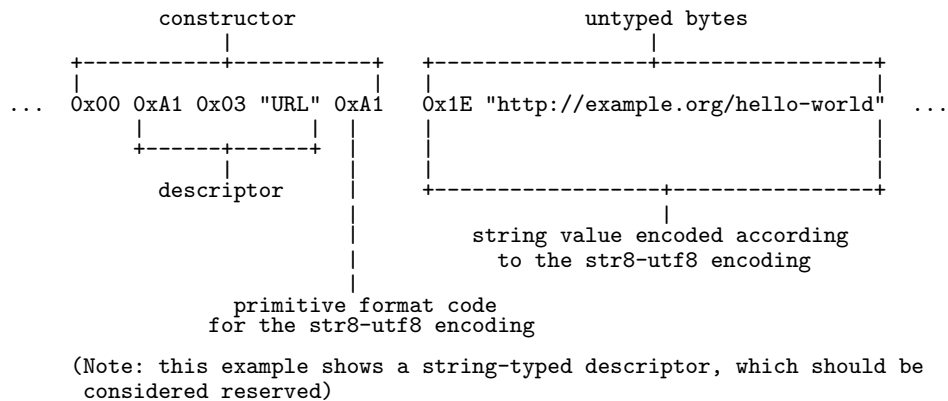 constructor untyped bytes
... 0x00 0xA1 0x03 "URL" 0xA1 0x1E "http://example.org/hello-world" ...
descriptor
string value encoded according
to the str8-utf8 encoding
primitive format code
for the str8-utf8 encoding
(Note: this example shows a string-typed descriptor, which should be
considered reserved)